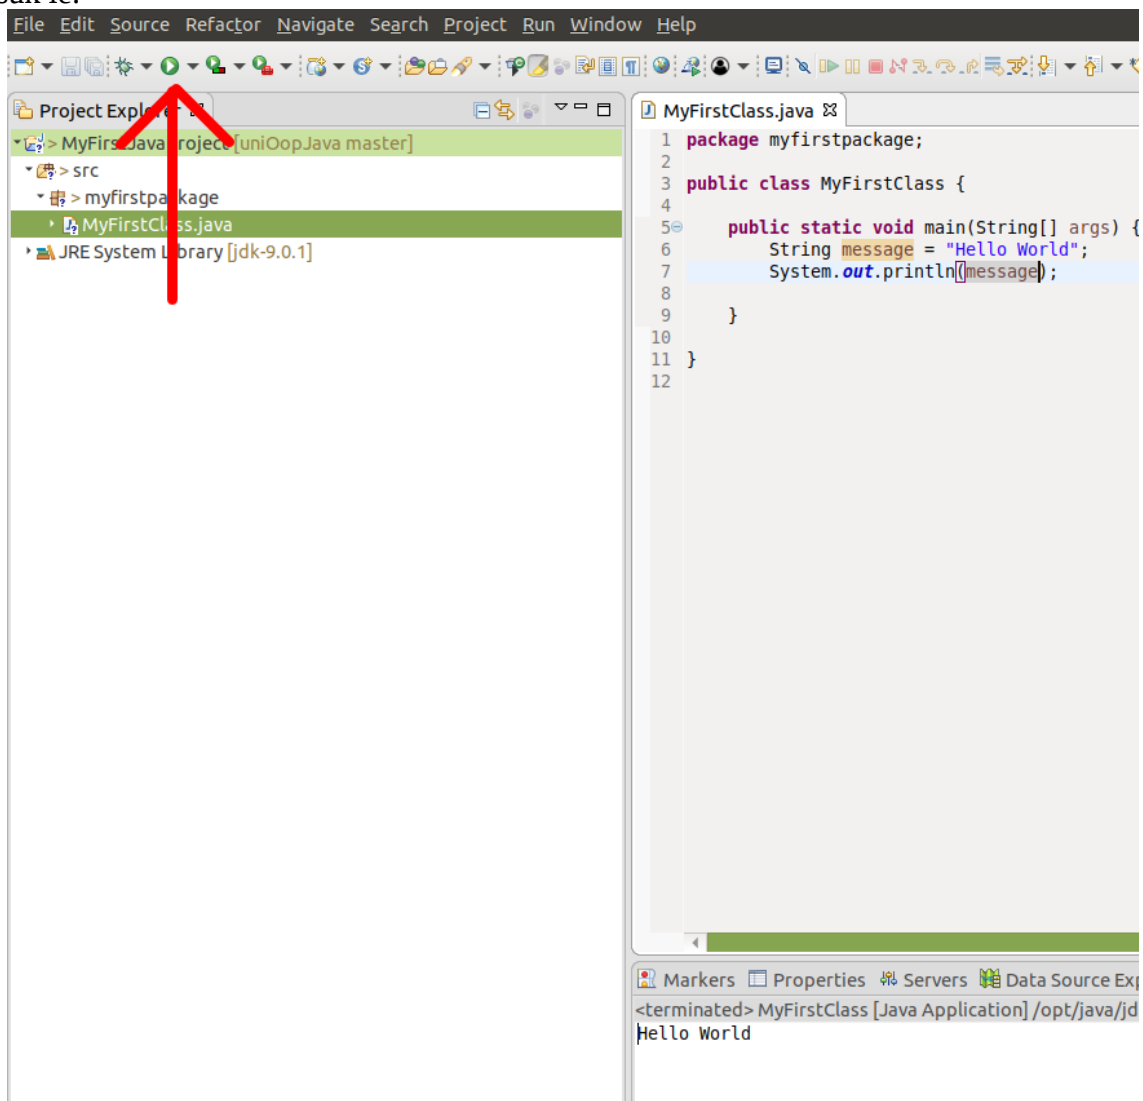 File Edit Source Refactor Navigate Search Project Run Window Help
Project Explorer
> MyFirstJavaProject [uniOopJava master]
> src
> myfirstpackage
MyFirstClass.java
JRE System Library [jdk-9.0.1]
MyFirstClass.java
1 package myfirstpackage;
2
3 public class MyFirstClass {
4
5 public static void main(String[] args) {
6 String message = "Hello World";
7 System.out.println(message);
8
9 }
10
11 }
12
Markers Properties Servers Data Source Exp
<terminated> MyFirstClass [Java Application] /opt/java/jd
Hello World